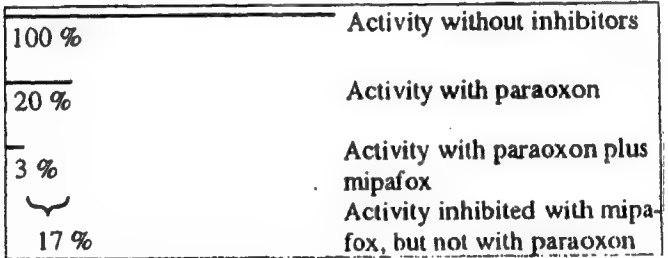 Activity without inhibitors
100 %
Activity with paraoxon
20 %
Activity with paraoxon plus
3 %
mipafox
Activity inhibited with mipa-
17 %
fox, but not with paraoxon